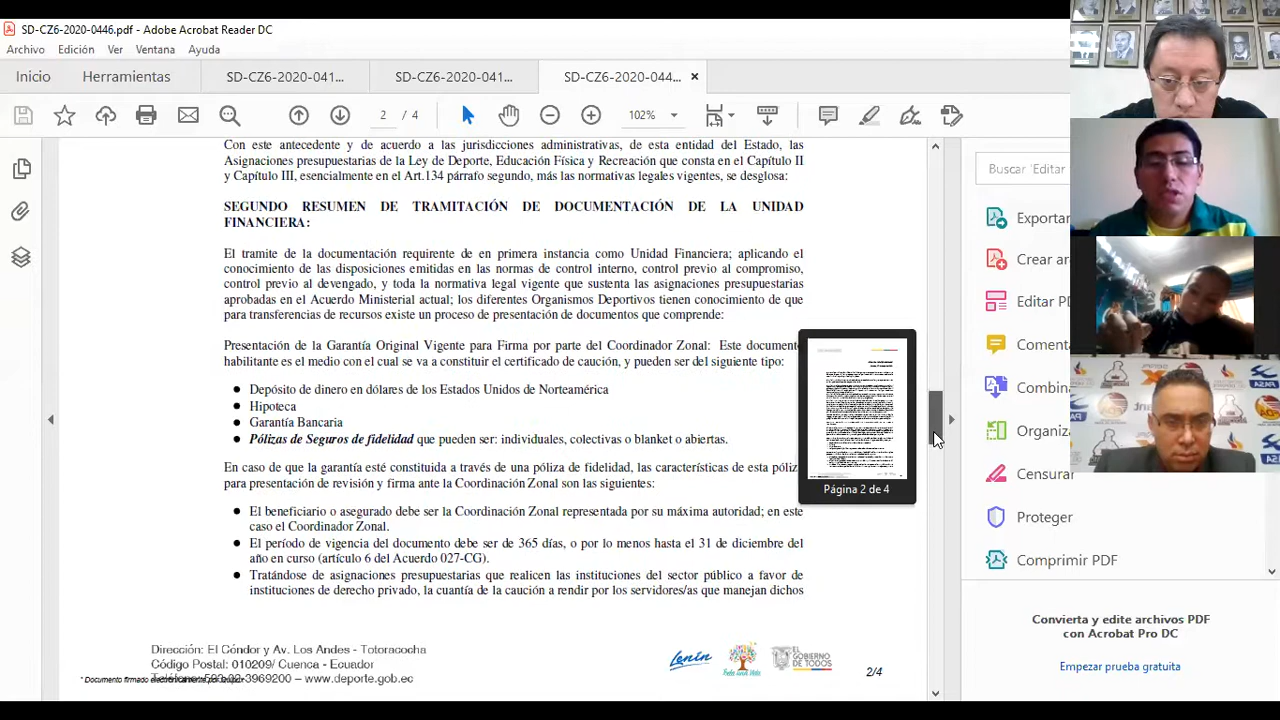 SD-CZ6-2020-0446.pdf - Adobe Acrobat Reader DC
Archivo Edición Ver Ventana Ayuda
Inicio Herramientas SD-CZ6-2020-041... SD-CZ6-2020-041... SD-CZ6-2020-044... ×
2 / 4 102%
Con este antecedente y de acuerdo a las jurisdicciones administrativas, de esta entidad del Estado, las
Asignaciones presupuestarias de la Ley de Deporte, Educación Física y Recreación que consta en el Capítulo II
y Capítulo III, esencialmente en el Art.134 párrafo segundo, más las normativas legales vigentes, se desglosa:
SEGUNDO RESUMEN DE TRAMITACIÓN DE DOCUMENTACIÓN DE LA UNIDAD
FINANCIERA:
El tramite de la documentación requirente de en primera instancia como Unidad Financiera; aplicando el
conocimiento de las disposiciones emitidas en las normas de control interno, control previo al compromiso,
control previo al devengado, y toda la normativa legal vigente que sustenta las asignaciones presupuestarias
aprobadas en el Acuerdo Ministerial actual; los diferentes Organismos Deportivos tienen conocimiento de que
para transferencias de recursos existe un proceso de presentación de documentos que comprende:
Presentación de la Garantía Original Vigente para Firma por parte del Coordinador Zonal: Este documento
habilitante es el medio con el cual se va a constituir el certificado de caución, y pueden ser del siguiente tipo:
● Depósito de dinero en dólares de los Estados Unidos de Norteamérica
● Hipoteca
● Garantía Bancaria
● Pólizas de Seguros de fidelidad que pueden ser: individuales, colectivas o blanket o abiertas.
En caso de que la garantía esté constituida a través de una póliza de fidelidad, las características de esta póliz
para presentación de revisión y firma ante la Coordinación Zonal son las siguientes:
● El beneficiario o asegurado debe ser la Coordinación Zonal representada por su máxima autoridad; en este
caso el Coordinador Zonal.
● El período de vigencia del documento debe ser de 365 días, o por lo menos hasta el 31 de diciembre del
año en curso (artículo 6 del Acuerdo 027-CG).
● Tratándose de asignaciones presupuestarias que realicen las instituciones del sector público a favor de
instituciones de derecho privado, la cuantía de la caución a rendir por los servidores/as que manejan dichos
Página 2 de 4
Dirección: El Cóndor y Av. Los Andes - Totoracocha
Código Postal: 010209/ Cuenca - Ecuador
Teléfono: 593-02-3969200 – www.deporte.gob.ec
* Documento firmado electrónicamente por
Lenín
EL GOBIERNO DE TODOS
2/4
Buscar 'Editar
Exportar
Crear ar
Editar PD
Coment
Combin
Organiz
Censurar
Proteger
Comprimir PDF
Convierta y edite archivos PDF
con Acrobat Pro DC
Empezar prueba gratuita